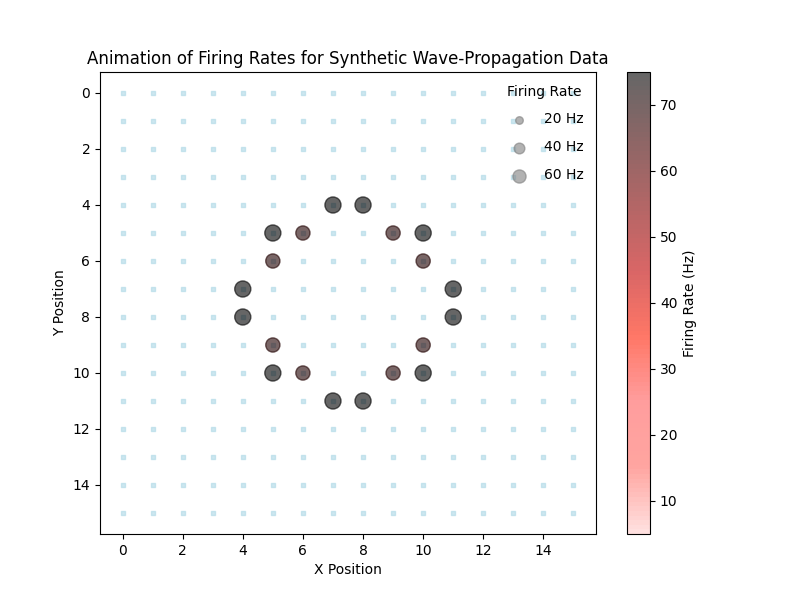 Animation of Firing Rates for Synthetic Wave-Propagation Data
Firing Rate
20 Hz
40 Hz
60 Hz
0
2
4
6
8
10
12
14
Y Position
0 2 4 6 8 10 12 14
X Position
70
60
50
40
30
20
10
Firing Rate (Hz)